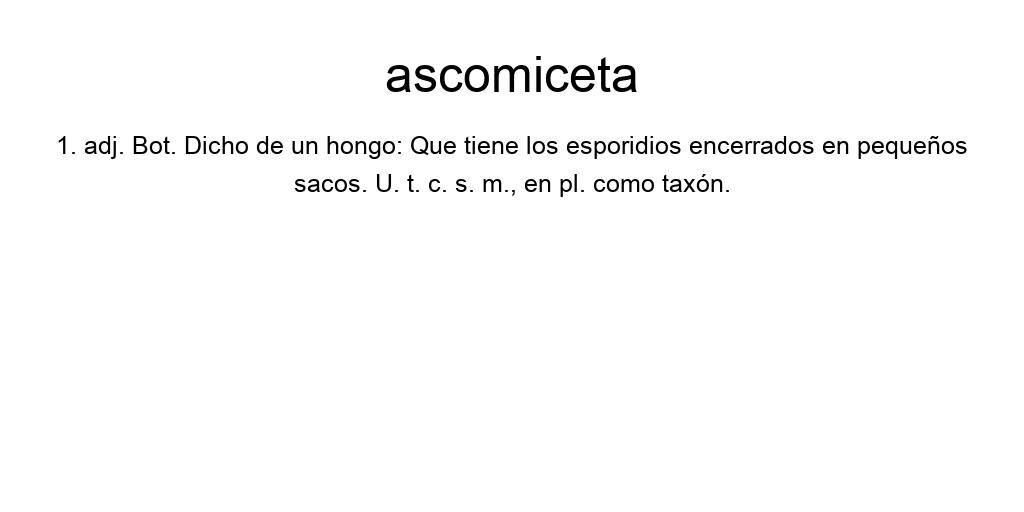 ascomiceta
1. adj. Bot. Dicho de un hongo: Que tiene los esporidios encerrados en pequeños
sacos. U. t. c. s. m., en pl. como taxón.